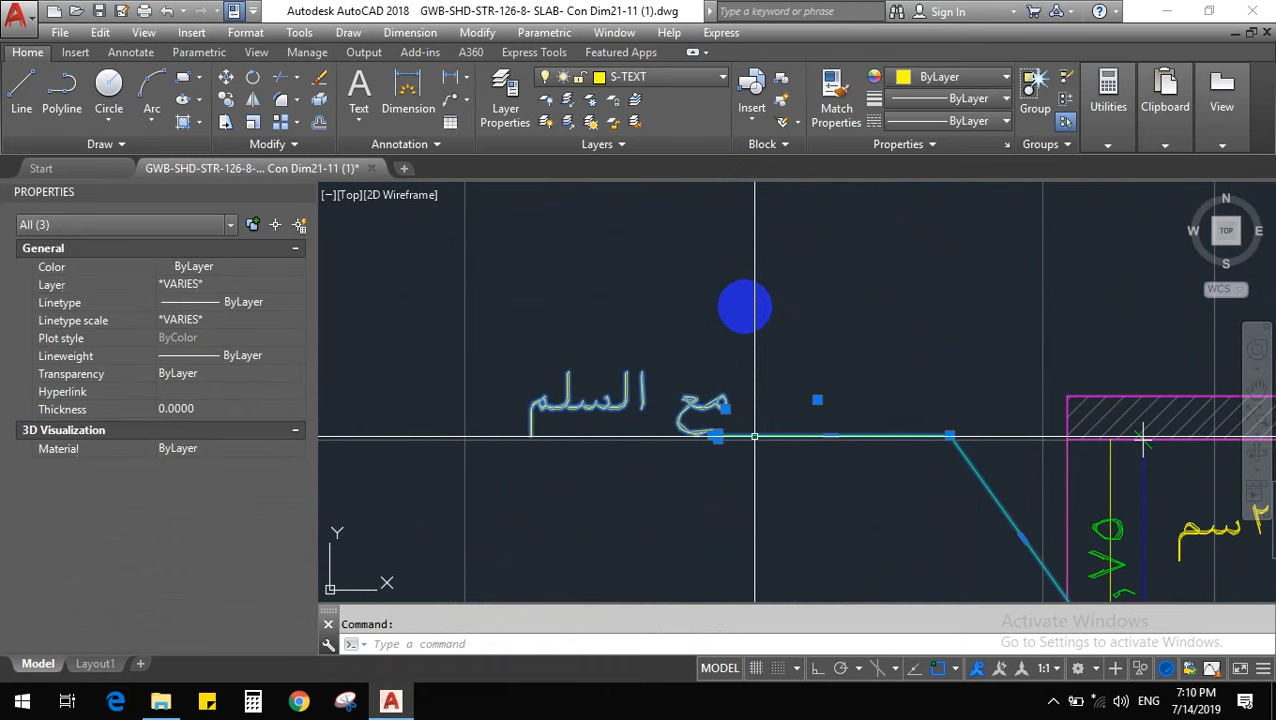 Autodesk AutoCAD 2018 GWB-SHD-STR-126-8- SLAB- Con Dim21-11 (1).dwg
Type a keyword or phrase
Sign In
File Edit View Insert Format Tools Draw Dimension Modify Parametric Window Help Express
Home Insert Annotate Parametric View Manage Output Add-ins A360 Express Tools Featured Apps
S-TEXT
ByLayer
ByLayer
ByLayer
Line Polyline Circle Arc Text Dimension Layer Properties Insert Match Properties Group Utilities Clipboard View
Draw Modify Annotation Layers Block Properties Groups
Start GWB-SHD-STR-126-8-... Con Dim21-11 (1)*
PROPERTIES
All (3)
General
Color ByLayer
Layer *VARIES*
Linetype ByLayer
Linetype scale *VARIES*
Plot style ByColor
Lineweight ByLayer
Transparency ByLayer
Hyperlink
Thickness 0.0000
3D Visualization
Material ByLayer
[−][Top][2D Wireframe]
N
W TOP E
S
WCS
مع السلم
٢ سم
Y
X
Command:
Type a command
Activate Windows
Go to Settings to activate Windows.
Model Layout1
MODEL
1:1
ENG
7:10 PM
7/14/2019